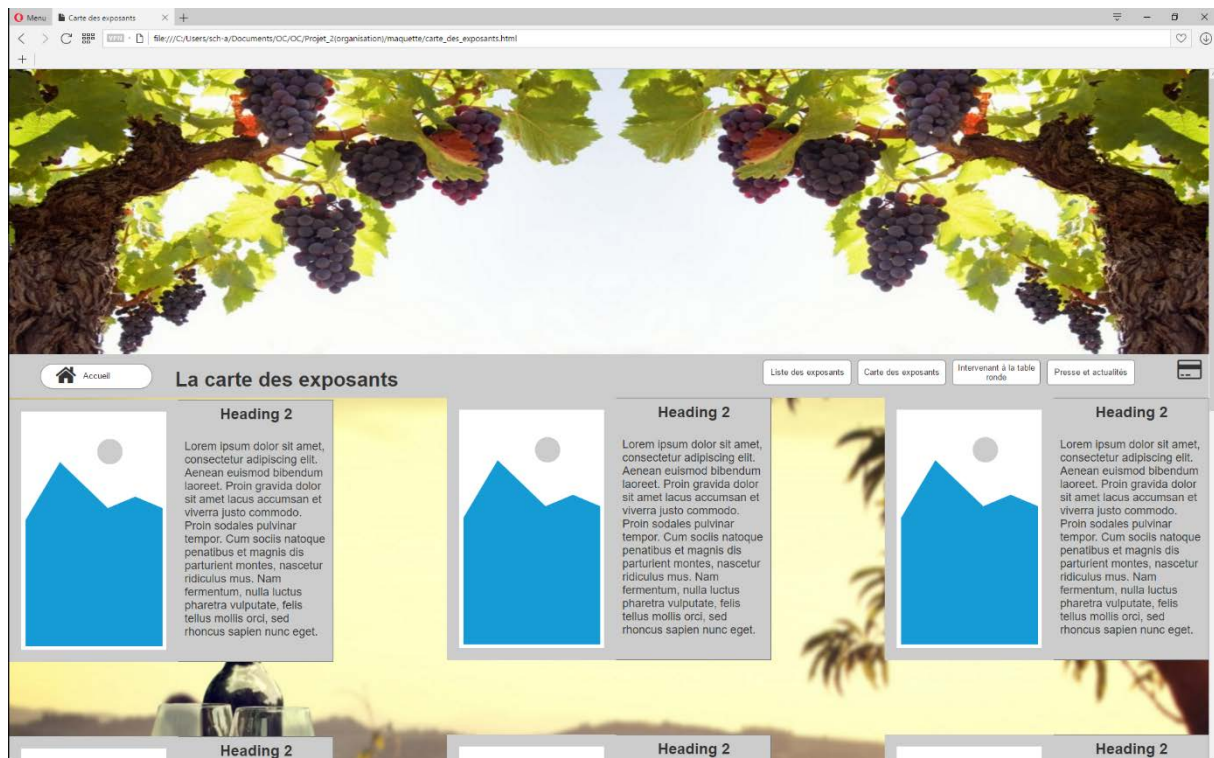 Menu
Carte des exposants
VPN
file:///C:/Users/sch-a/Documents/OC/OC/Projet_2(organisation)/maquette/carte_des_exposants.html
Accueil
La carte des exposants
Liste des exposants
Carte des exposants
Intervenant à la table
ronde
Presse et actualités
Heading 2
Lorem ipsum dolor sit amet,
consectetur adipiscing elit.
Aenean euismod bibendum
laoreet. Proin gravida dolor
sit amet lacus accumsan et
viverra justo commodo.
Proin sodales pulvinar
tempor. Cum sociis natoque
penatibus et magnis dis
parturient montes, nascetur
ridiculus mus. Nam
fermentum, nulla luctus
pharetra vulputate, felis
tellus mollis orci, sed
rhoncus sapien nunc eget.
Heading 2
Lorem ipsum dolor sit amet,
consectetur adipiscing elit.
Aenean euismod bibendum
laoreet. Proin gravida dolor
sit amet lacus accumsan et
viverra justo commodo.
Proin sodales pulvinar
tempor. Cum sociis natoque
penatibus et magnis dis
parturient montes, nascetur
ridiculus mus. Nam
fermentum, nulla luctus
pharetra vulputate, felis
tellus mollis orci, sed
rhoncus sapien nunc eget.
Heading 2
Lorem ipsum dolor sit amet,
consectetur adipiscing elit.
Aenean euismod bibendum
laoreet. Proin gravida dolor
sit amet lacus accumsan et
viverra justo commodo.
Proin sodales pulvinar
tempor. Cum sociis natoque
penatibus et magnis dis
parturient montes, nascetur
ridiculus mus. Nam
fermentum, nulla luctus
pharetra vulputate, felis
tellus mollis orci, sed
rhoncus sapien nunc eget.
Heading 2
Heading 2
Heading 2